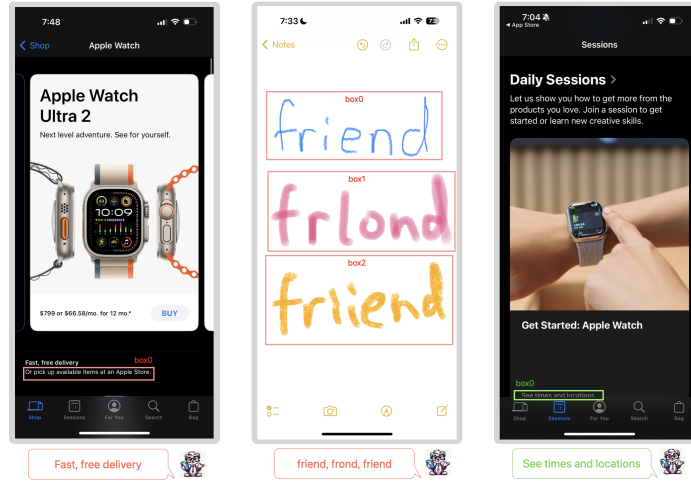 7:48
Shop
Apple Watch
Apple Watch
Ultra 2
Next level adventure. See for yourself.
10:09
$799 or $66.58/mo. for 12 mo.*
BUY
Fast, free delivery
box0
Or pick up available items at an Apple Store.
Shop
Sessions
For You
Search
Bag
Fast, free delivery
7:33
73
Notes
box0
friend
box1
frlond
box2
friiend
friend, frond, friend
7:04
App Store
Sessions
Daily Sessions >
Let us show you how to get more from the
products you love. Join a session to get
started or learn new creative skills.
Get Started: Apple Watch
box0
See times and locations
Shop
Sessions
For You
Search
Bag
See times and locations